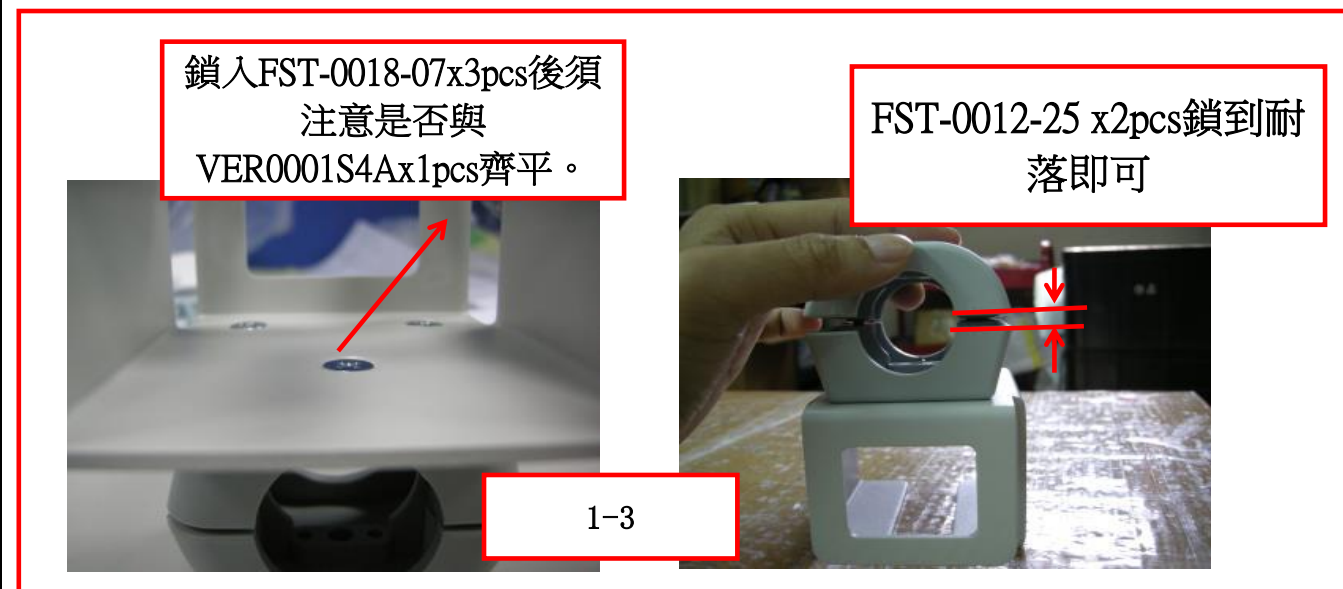 鎖入FST-0018-07x3pcs後須
注意是否與
VER0001S4Ax1pcs齊平。
FST-0012-25 x2pcs鎖到耐
落即可
1-3